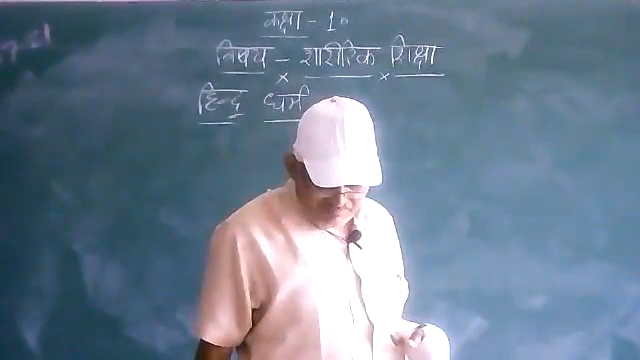 कक्षा - 10
विषय - शारीरिक शिक्षा
हिन्दू धर्म